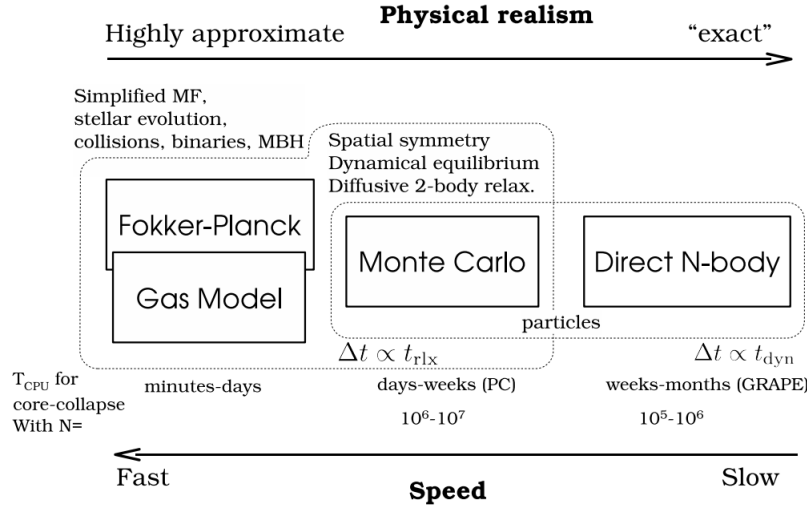 Physical realism
Highly approximate
“exact”
Simplified MF,
stellar evolution,
collisions, binaries, MBH
Spatial symmetry
Dynamical equilibrium
Diffusive 2-body relax.
Fokker-Planck
Gas Model
Monte Carlo
Direct N-body
particles
Δt ∝ t_rlx
Δt ∝ t_dyn
T_CPU for
core-collapse
With N=
minutes-days
days-weeks (PC)
weeks-months (GRAPE)
10⁶-10⁷
10⁵-10⁶
Fast
Slow
Speed